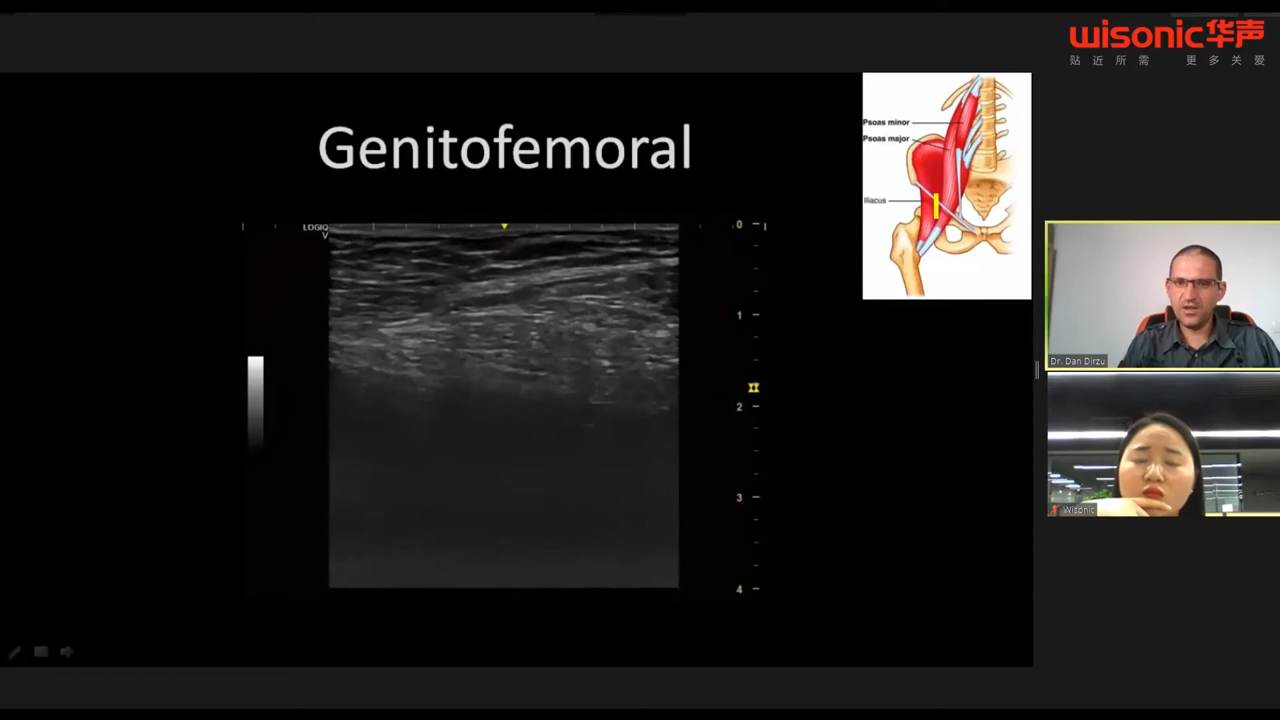 wisonic华声
贴近所需 更多关爱
Genitofemoral
Psoas minor
Psoas major
Iliacus
LOGIQ
V
0
1
2
3
4
Dr. Dan Dirzu
Wisonic